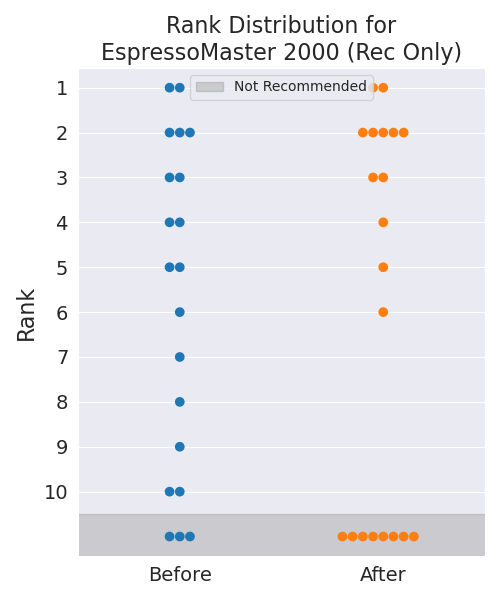 Rank Distribution for
EspressoMaster 2000 (Rec Only)
Not Recommended
1
2
3
4
5
6
7
8
9
10
Rank
Before
After